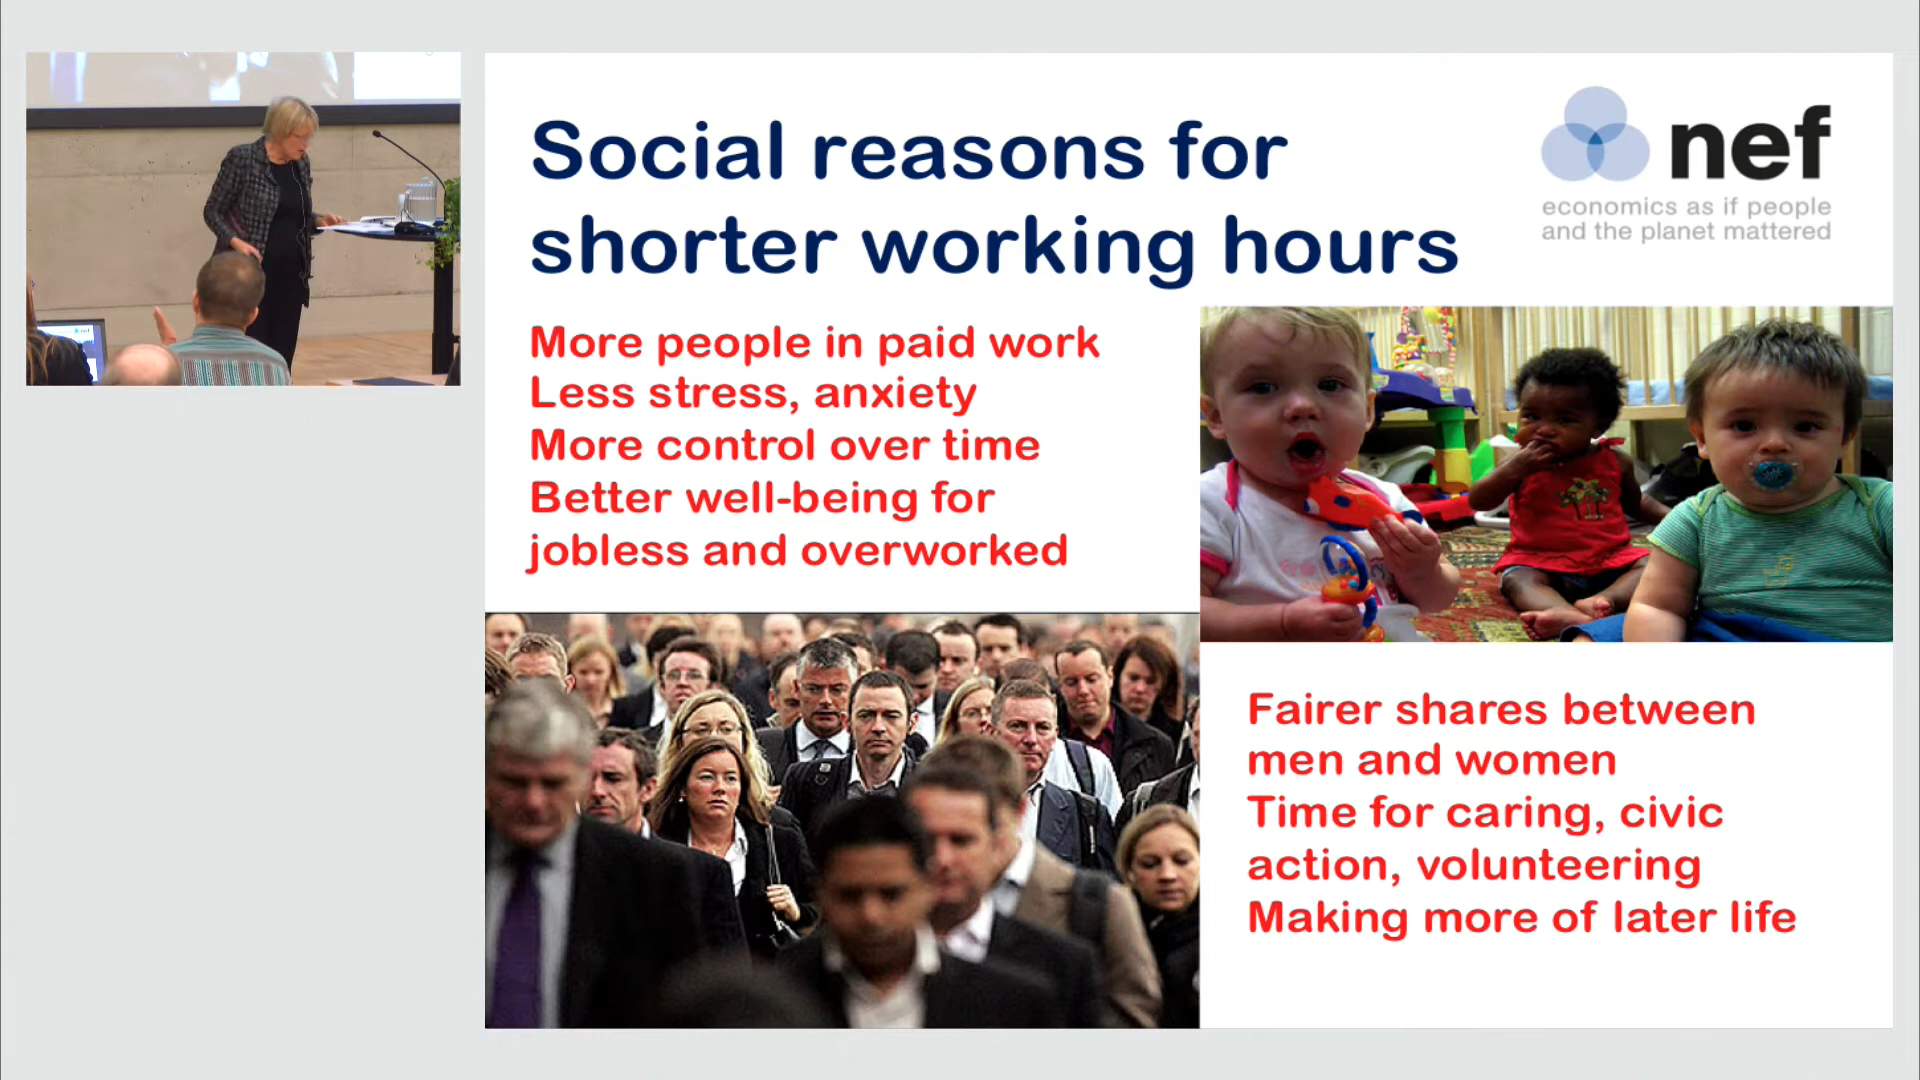 Social reasons for
shorter working hours
nef
economics as if people
and the planet mattered
More people in paid work
Less stress, anxiety
More control over time
Better well-being for
jobless and overworked
Fairer shares between
men and women
Time for caring, civic
action, volunteering
Making more of later life